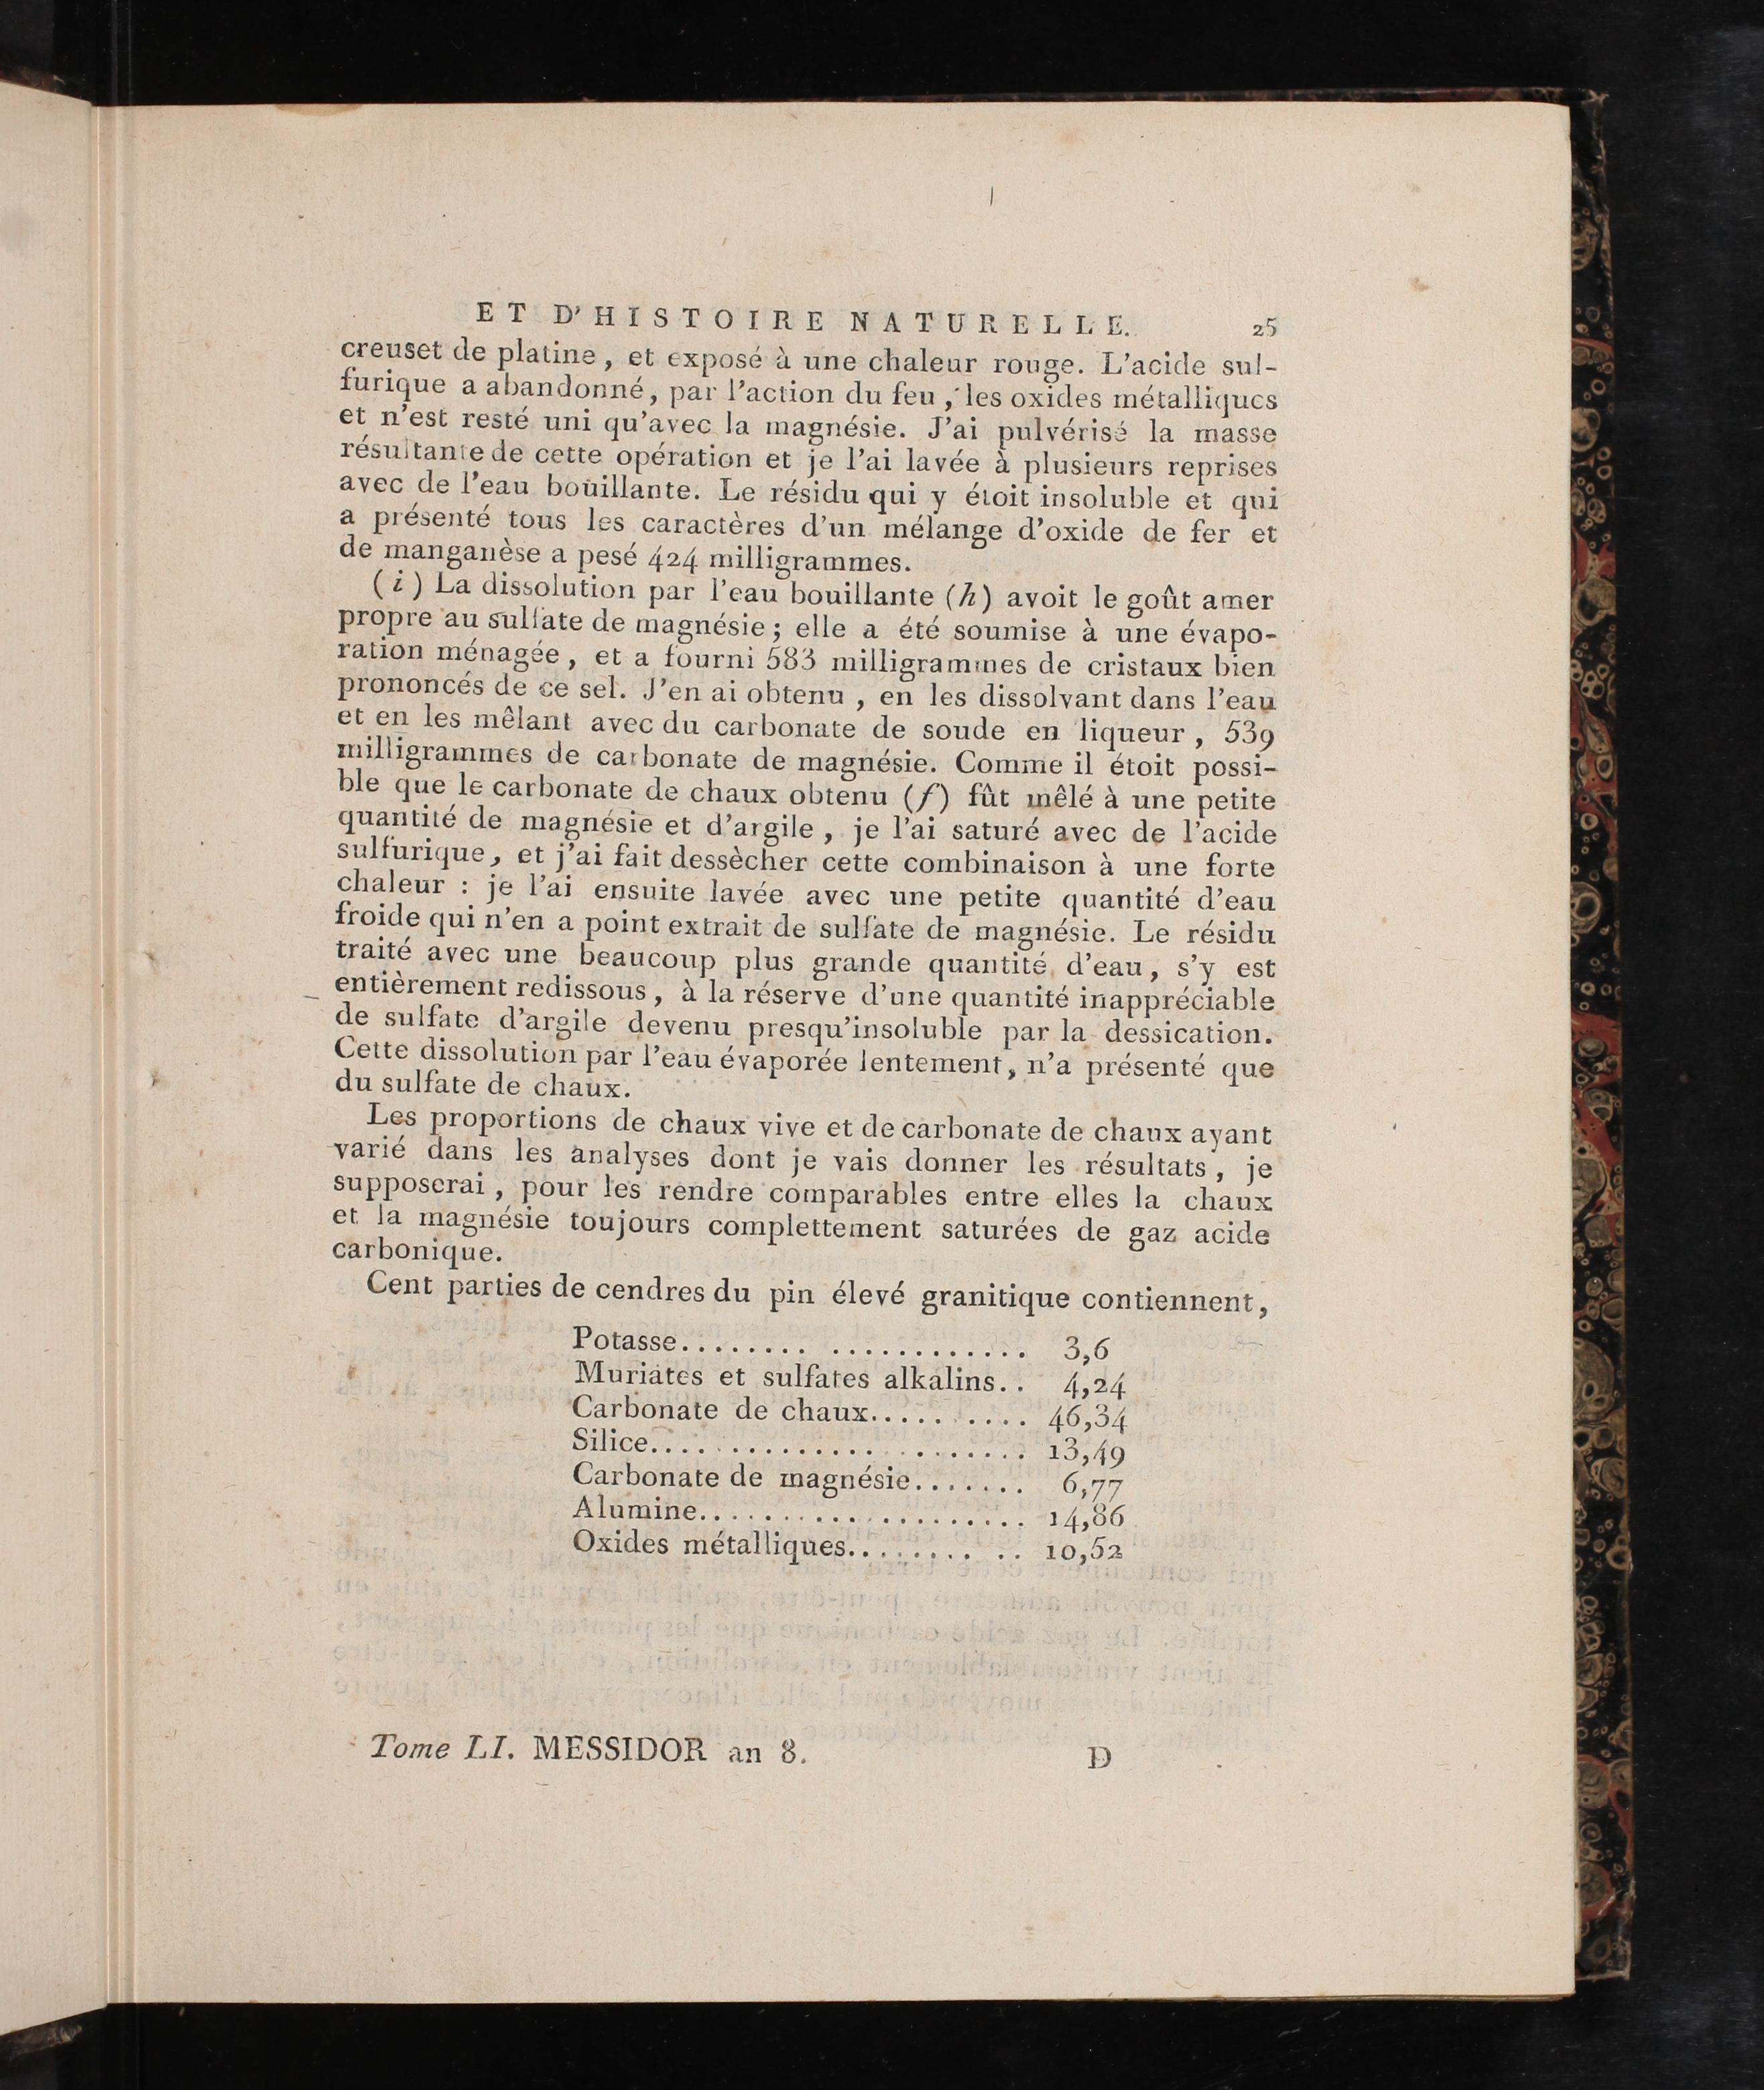 ET D'HISTOIRE NATURELLE. 25
creuset de platine, et exposé à une chaleur rouge. L'acide sul-
furique a abandonné, par l'action du feu, les oxides métalliques
et n'est resté uni qu'avec la magnésie. J'ai pulvérisé la masse
résultante de cette opération et je l'ai lavée à plusieurs reprises
avec de l'eau bouillante. Le résidu qui y étoit insoluble et qui
a présenté tous les caractères d'un mélange d'oxide de fer et
de manganèse a pesé 424 milligrammes.
(i) La dissolution par l'eau bouillante (h) avoit le goût amer
propre au sulfate de magnésie; elle a été soumise à une évapo-
ration ménagée, et a fourni 583 milligrammes de cristaux bien
prononcés de ce sel. J'en ai obtenu, en les dissolvant dans l'eau
et en les mêlant avec du carbonate de soude en liqueur, 539
milligrammes de carbonate de magnésie. Comme il étoit possi-
ble que le carbonate de chaux obtenu (f) fût mêlé à une petite
quantité de magnésie et d'argile, je l'ai saturé avec de l'acide
sulfurique, et j'ai fait dessècher cette combinaison à une forte
chaleur : je l'ai ensuite lavée avec une petite quantité d'eau
froide qui n'en a point extrait de sulfate de magnésie. Le résidu
traité avec une beaucoup plus grande quantité d'eau, s'y est
entièrement redissous, à la réserve d'une quantité inappréciable
de sulfate d'argile devenu presqu'insoluble par la dessication.
Cette dissolution par l'eau évaporée lentement, n'a présenté que
du sulfate de chaux.
Les proportions de chaux vive et de carbonate de chaux ayant
varié dans les analyses dont je vais donner les résultats, je
supposerai, pour les rendre comparables entre elles la chaux
et la magnésie toujours complettement saturées de gaz acide
carbonique.
Cent parties de cendres du pin élevé granitique contiennent,
Potasse........ ............ 3,6
Muriates et sulfates alkalins.. 4,24
Carbonate de chaux.......... 46,34
Silice...................... 13,49
Carbonate de magnésie....... 6,77
Alumine..................... 14,86
Oxides métalliques........ .. 10,52
Tome LI. MESSIDOR an 8. D